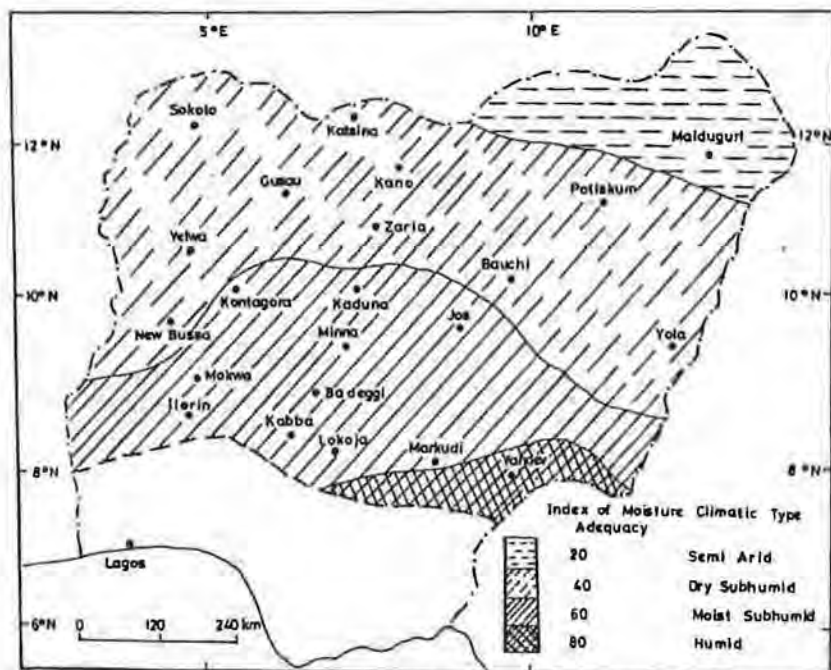 5°E 10°E
12°N 12°N
Sokoto
Katsina
Maiduguri
Gusau
Kano
Potiskum
Zaria
Yelwa
Bauchi
10°N 10°N
Kontagora
Kaduna
New Bussa
Minna
Jos
Yola
Mokwa
Badeggi
Ilorin
Kabba
Lokoja
Markudi
8°N 8°N
Yandev
Index of Moisture Climatic Type
Adequacy
20 Semi Arid
40 Dry Subhumid
60 Moist Subhumid
80 Humid
Lagos
6°N
0 120 240 km